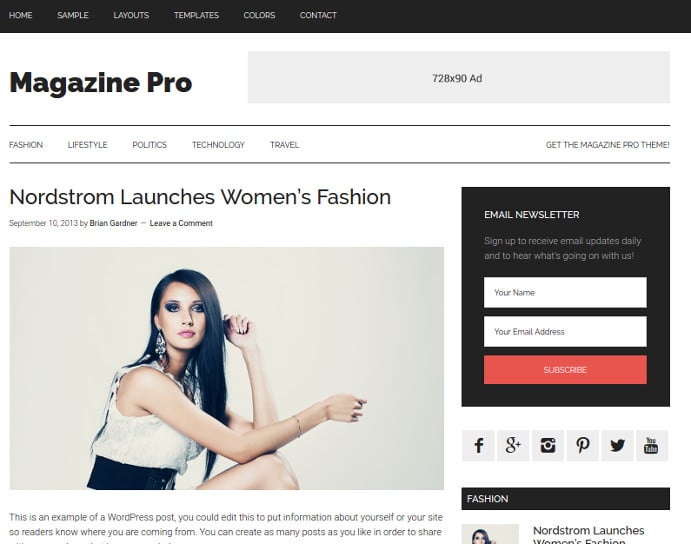 HOME SAMPLE LAYOUTS TEMPLATES COLORS CONTACT
Magazine Pro
728x90 Ad
FASHION LIFESTYLE POLITICS TECHNOLOGY TRAVEL GET THE MAGAZINE PRO THEME!
Nordstrom Launches Women’s Fashion
September 10, 2013 by Brian Gardner — Leave a Comment
This is an example of a WordPress post, you could edit this to put information about yourself or your site
so readers know where you are coming from. You can create as many posts as you like in order to share
EMAIL NEWSLETTER
Sign up to receive email updates daily
and to hear what's going on with us!
Your Name
Your Email Address
SUBSCRIBE
You
Tube
FASHION
Nordstrom Launches
Women's Fashion